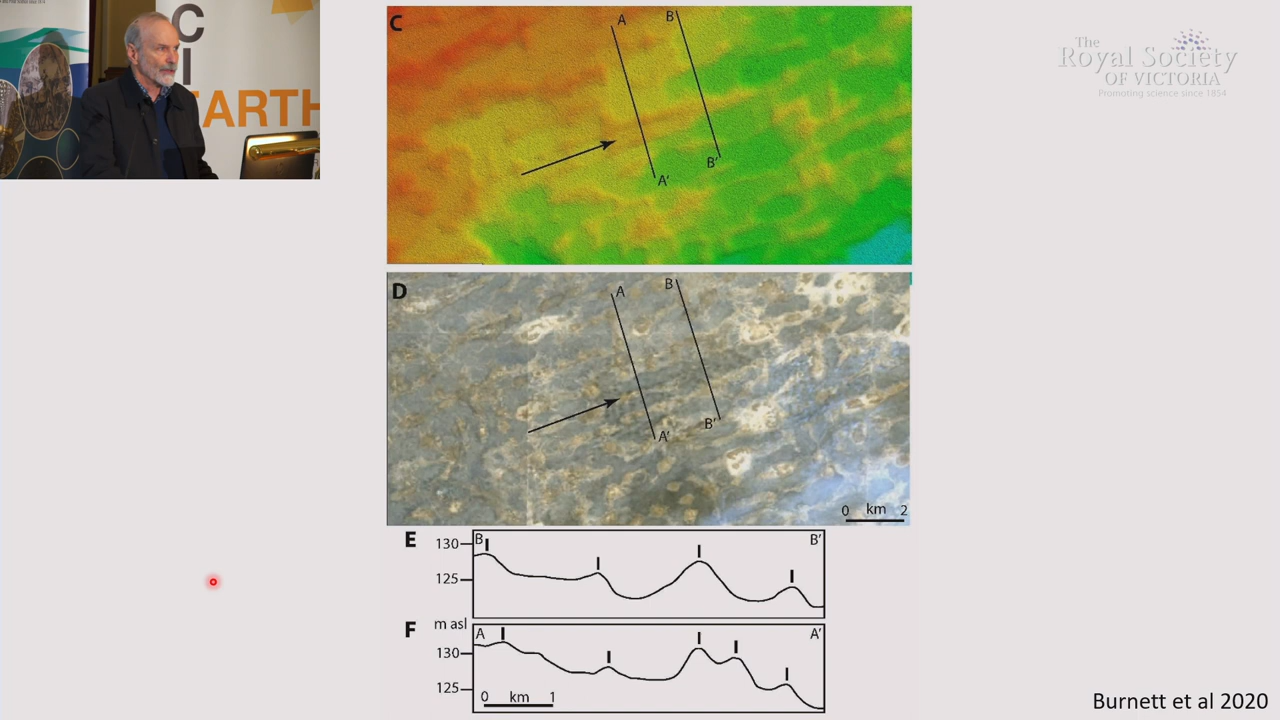 C
I
EARTH
The
Royal Society
OF VICTORIA
Promoting science since 1854
C
A
B
A'
B'
D
A
B
A'
B'
0 km 2
E
130
125
B
B'
F
m asl
130
125
A
A'
0 km 1
Burnett et al 2020